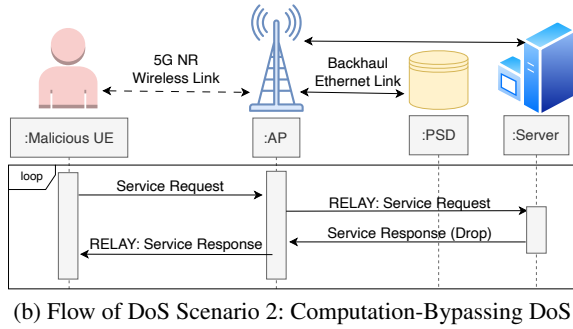 5G NR
Wireless Link
Backhaul
Ethernet Link
:Malicious UE
:AP
:PSD
:Server
loop
Service Request
RELAY: Service Request
Service Response (Drop)
RELAY: Service Response
(b) Flow of DoS Scenario 2: Computation-Bypassing DoS